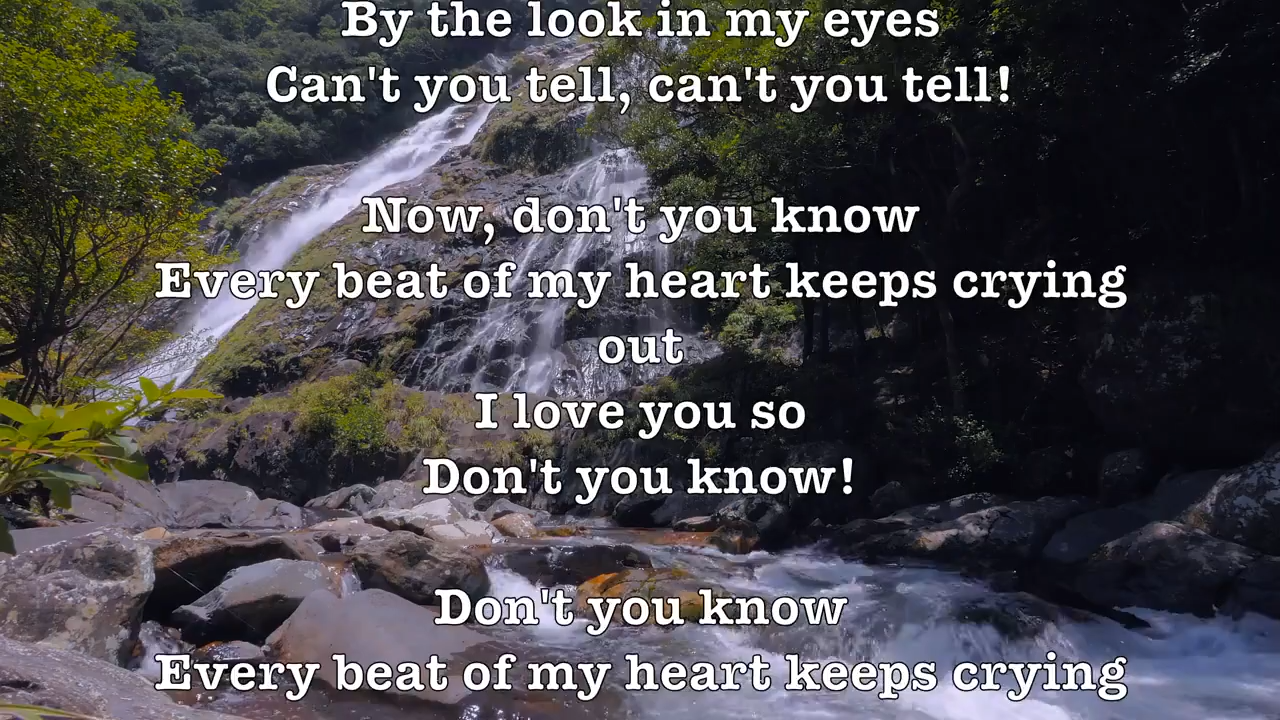 By the look in my eyes
Can't you tell, can't you tell!
Now, don't you know
Every beat of my heart keeps crying
out
I love you so
Don't you know!
Don't you know
Every beat of my heart keeps crying